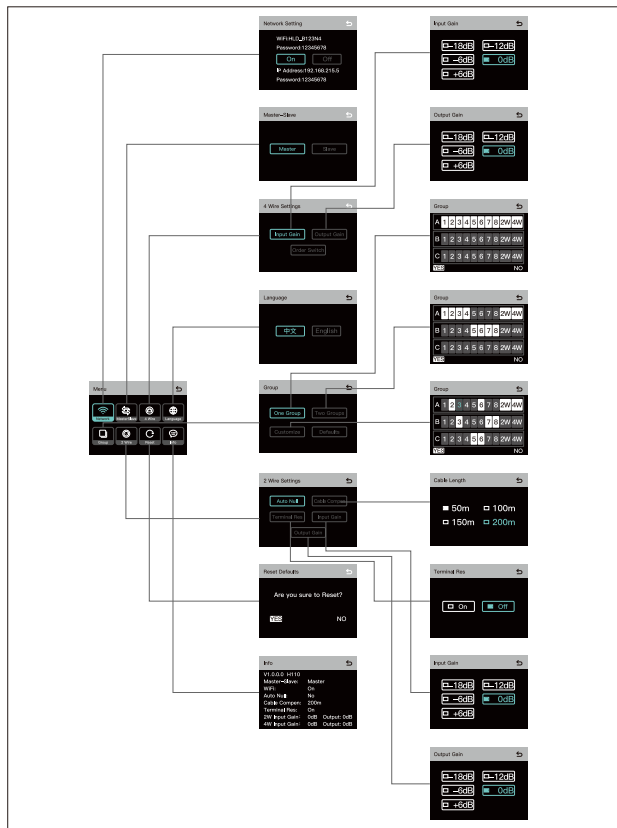 Network Setting
WiFi:HLD_B123N4
Password:12345678
On Off
IP Address:192.168.215.5
Password:12345678
Master-Slave
Master Slave
4 Wire Settings
Input Gain Output Gain
Order Switch
Language
中文 English
Menu
Network Master-Slave 4 Wire Language
Group 2 Wire Reset Info
Group
One Group Two Groups
Customize Defaults
2 Wire Settings
Auto Null Cable Compen
Terminal Res Input Gain
Output Gain
Reset Defaults
Are you sure to Reset?
YES NO
Info
V1.0.0.0 H110
Master-Slave: Master
WiFi: On
Auto Null: No
Cable Compen: 200m
Terminal Res: On
2W Input Gain: 0dB Output: 0dB
4W Input Gain: 0dB Output: 0dB
Input Gain
-18dB -12dB
-6dB 0dB
+6dB
Output Gain
-18dB -12dB
-6dB 0dB
+6dB
Group
A 1 2 3 4 5 6 7 8 2W 4W
B 1 2 3 4 5 6 7 8 2W 4W
C 1 2 3 4 5 6 7 8 2W 4W
YES NO
Group
A 1 2 3 4 5 6 7 8 2W 4W
B 1 2 3 4 5 6 7 8 2W 4W
C 1 2 3 4 5 6 7 8 2W 4W
YES NO
Group
A 1 2 3 4 5 6 7 8 2W 4W
B 1 2 3 4 5 6 7 8 2W 4W
C 1 2 3 4 5 6 7 8 2W 4W
YES NO
Cable Length
50m 100m
150m 200m
Terminal Res
On Off
Input Gain
-18dB -12dB
-6dB 0dB
+6dB
Output Gain
-18dB -12dB
-6dB 0dB
+6dB